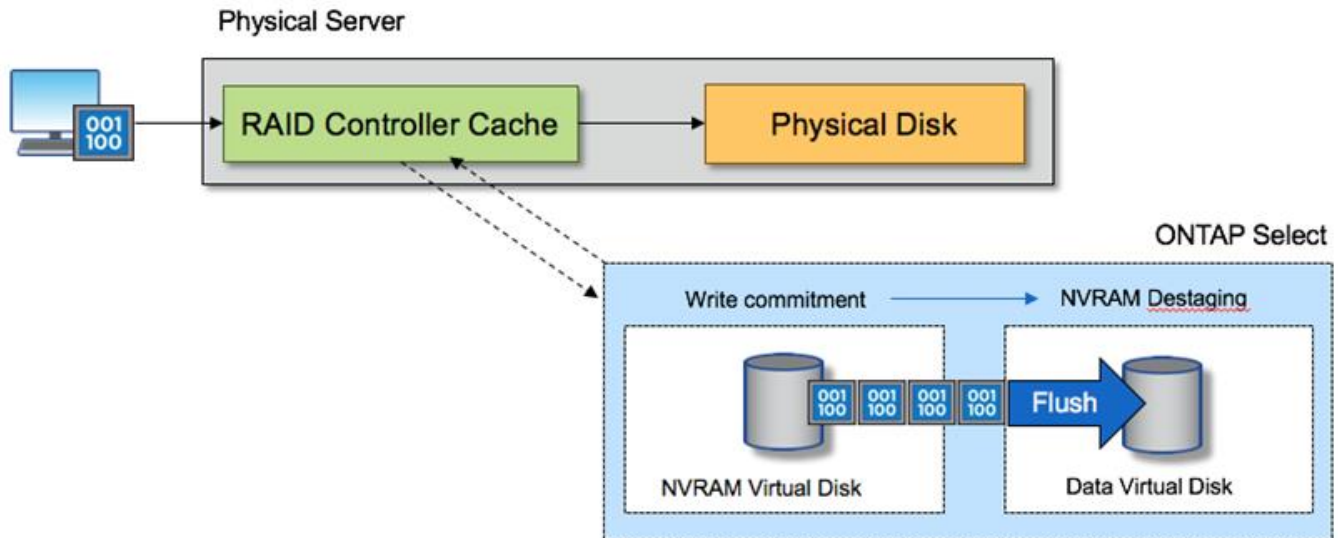 Physical Server
001
100
RAID Controller Cache
Physical Disk
ONTAP Select
Write commitment
NVRAM Destaging
001 001 001 001
100 100 100 100
Flush
NVRAM Virtual Disk
Data Virtual Disk